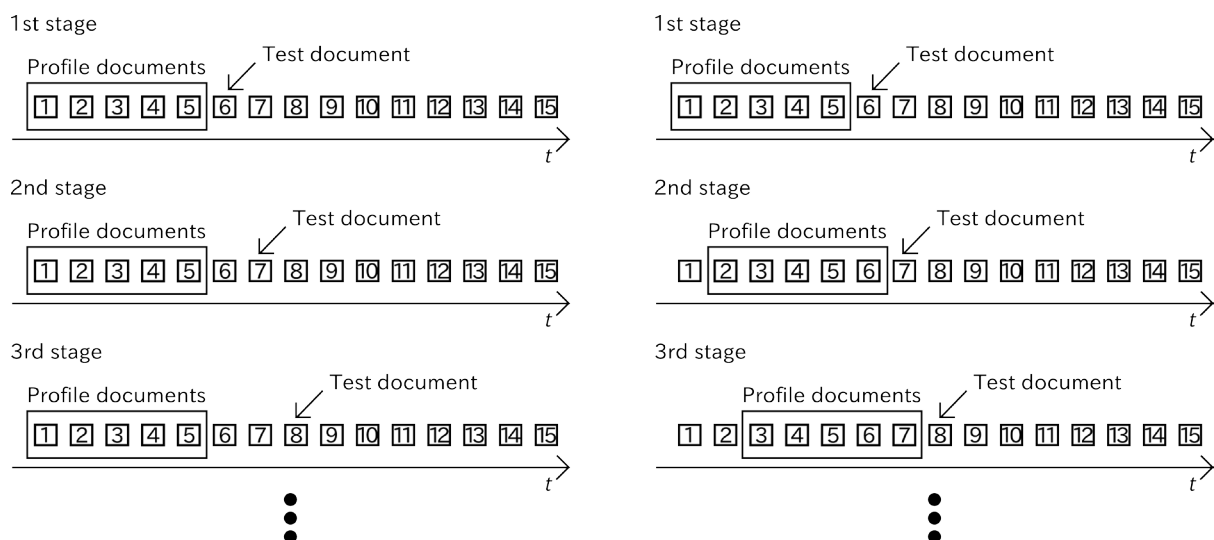 1st stage
Test document
Profile documents
1 2 3 4 5 6 7 8 9 10 11 12 13 14 15
t
2nd stage
Test document
Profile documents
1 2 3 4 5 6 7 8 9 10 11 12 13 14 15
t
3rd stage
Test document
Profile documents
1 2 3 4 5 6 7 8 9 10 11 12 13 14 15
t
1st stage
Test document
Profile documents
1 2 3 4 5 6 7 8 9 10 11 12 13 14 15
t
2nd stage
Test document
Profile documents
1 2 3 4 5 6 7 8 9 10 11 12 13 14 15
t
3rd stage
Test document
Profile documents
1 2 3 4 5 6 7 8 9 10 11 12 13 14 15
t